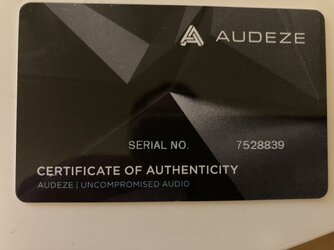 AUDEZE
SERIAL NO. 7528839
CERTIFICATE OF AUTHENTICITY
AUDEZE | UNCOMPROMISED AUDIO